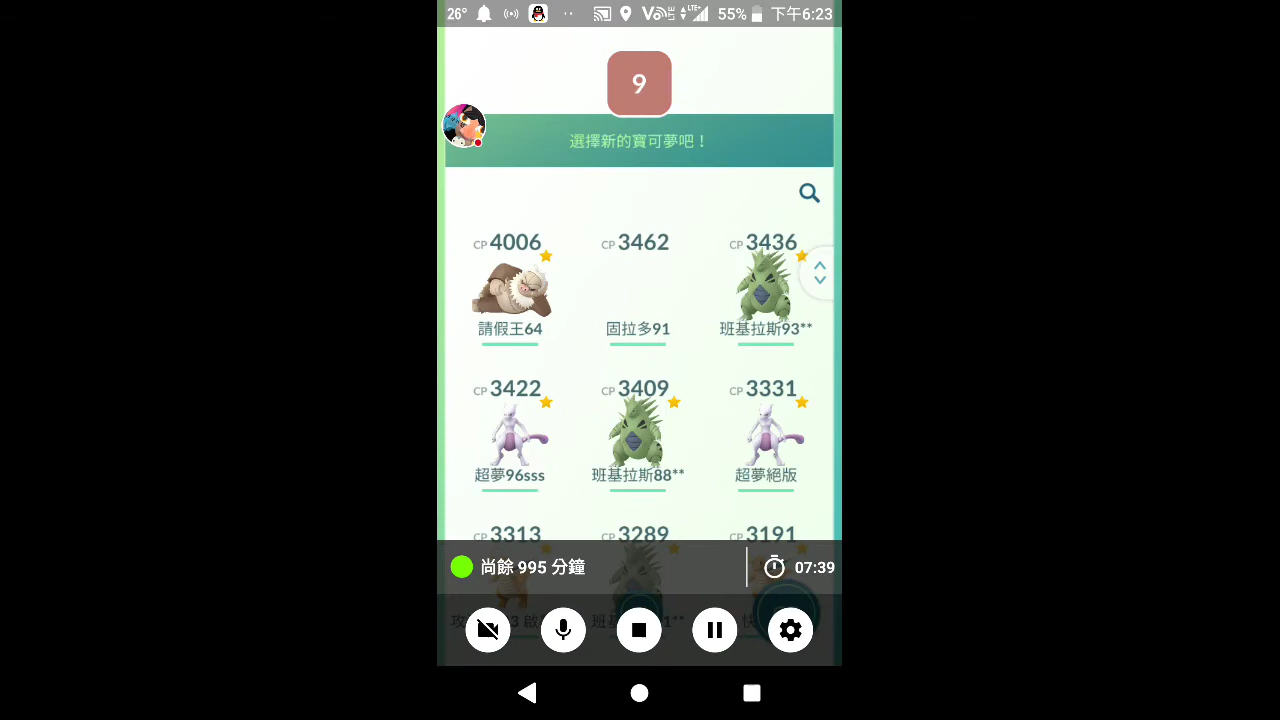 26° 55% 下午6:23
9
選擇新的寶可夢吧！
CP 4006 CP 3462 CP 3436
請假王64 固拉多91 班基拉斯93**
CP 3422 CP 3409 CP 3331
超夢96sss 班基拉斯88** 超夢絕版
3313 3289 3191
尚餘 995 分鐘 07:39